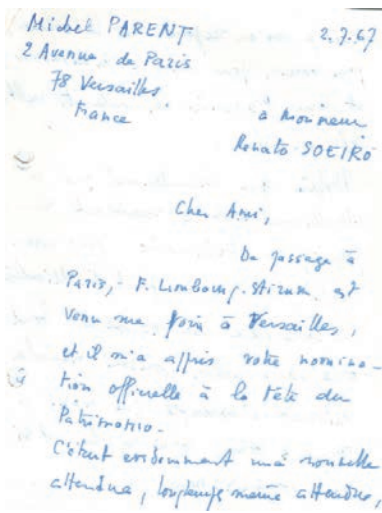 Michel PARENT 2.7.67
2 Avenue de Paris
78 Versailles
France
à Monsieur
Renato SOEIRO
Cher Ami,
De passage à
Paris, F. Limbourg-Stirum est
venu me voir à Versailles,
et il m'a appris votre nomina-
tion officielle à la tête du
Patrimonio.
C'était evidemment une nouvelle
attendue, longtemps même attendue,